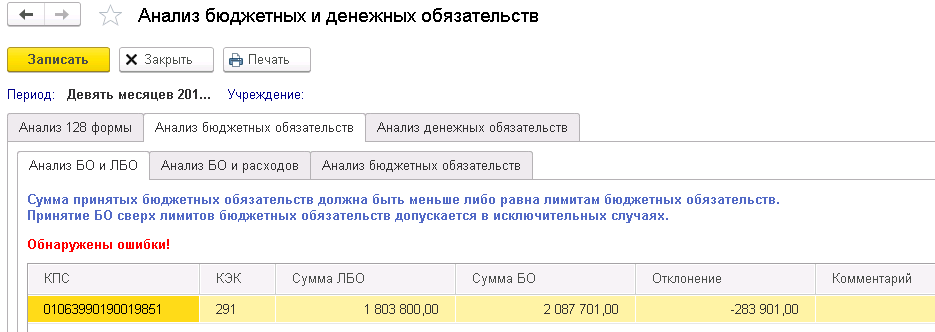 Анализ бюджетных и денежных обязательств
Записать Закрыть Печать
Период: Девять месяцев 201... Учреждение:
Анализ 128 формы Анализ бюджетных обязательств Анализ денежных обязательств
Анализ БО и ЛБО Анализ БО и расходов Анализ бюджетных обязательств
Сумма принятых бюджетных обязательств должна быть меньше либо равна лимитам бюджетных обязательств.
Принятие БО сверх лимитов бюджетных обязательств допускается в исключительных случаях.
Обнаружены ошибки!
КПС КЭК Сумма ЛБО Сумма БО Отклонение Комментарий
01063990190019851 291 1 803 800,00 2 087 701,00 -283 901,00